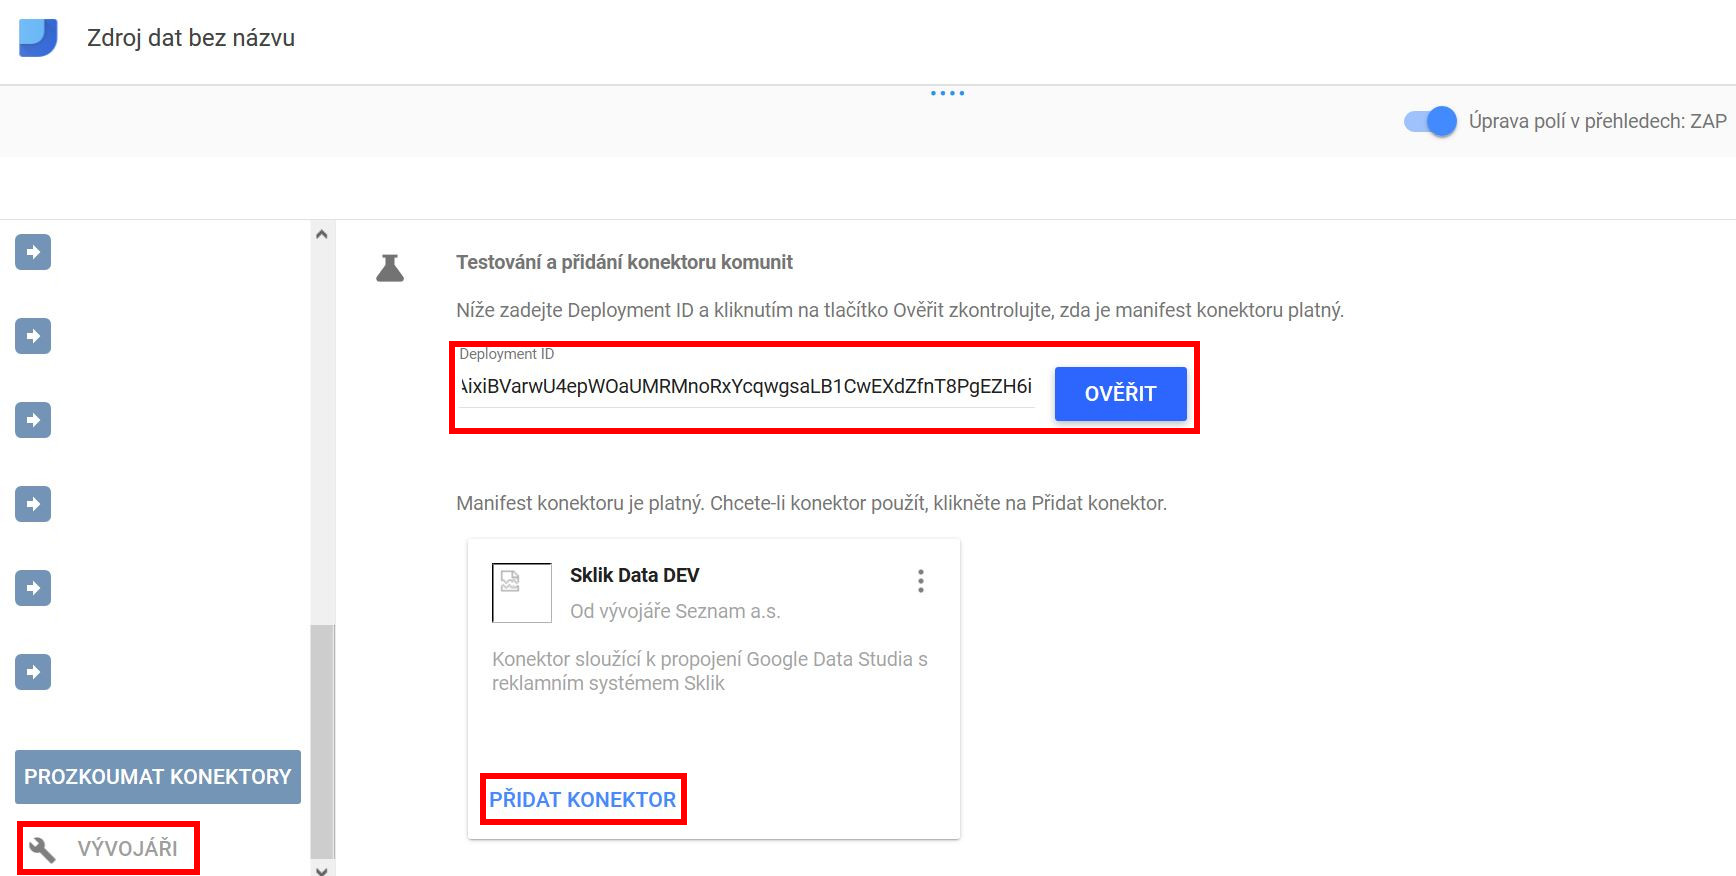 Zdroj dat bez názvu
Úprava polí v přehledech: ZAP
Testování a přidání konektoru komunit
Níže zadejte Deployment ID a kliknutím na tlačítko Ověřit zkontrolujte, zda je manifest konektoru platný.
Deployment ID
AixiBVarwU4epWOaUMRMnoRxYcqwgsaLB1CwEXdZfnT8PgEZH6i
OVĚŘIT
Manifest konektoru je platný. Chcete-li konektor použít, klikněte na Přidat konektor.
Sklik Data DEV
Od vývojáře Seznam a.s.
Konektor sloužící k propojení Google Data Studia s
reklamním systémem Sklik
PROZKOUMAT KONEKTORY
PŘIDAT KONEKTOR
VÝVOJÁŘI